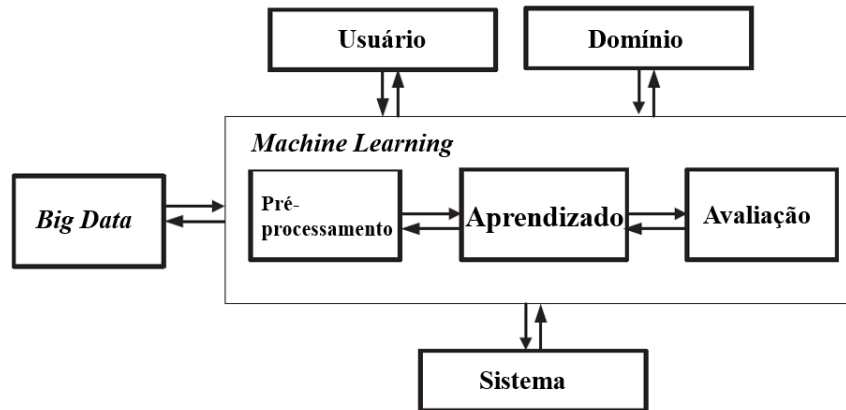 Usuário
Domínio
Machine Learning
Big Data
Pré-
processamento
Aprendizado
Avaliação
Sistema